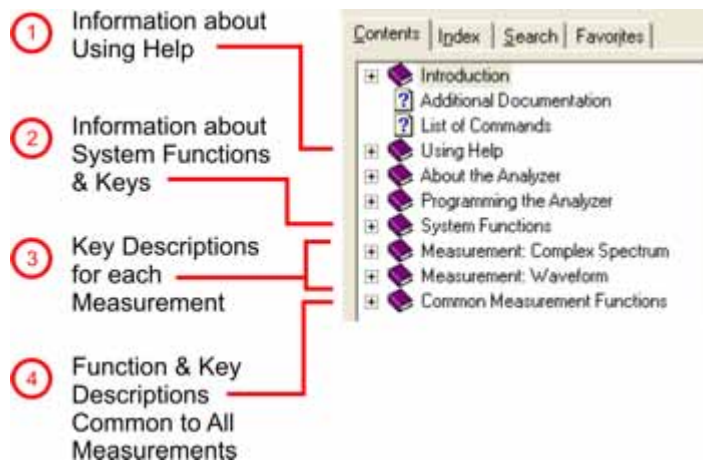 1
Information about
Using Help
2
Information about
System Functions
& Keys
3
Key Descriptions
for each
Measurement
4
Function & Key
Descriptions
Common to All
Measurements
Contents Index Search Favorites
Introduction
Additional Documentation
List of Commands
Using Help
About the Analyzer
Programming the Analyzer
System Functions
Measurement: Complex Spectrum
Measurement: Waveform
Common Measurement Functions